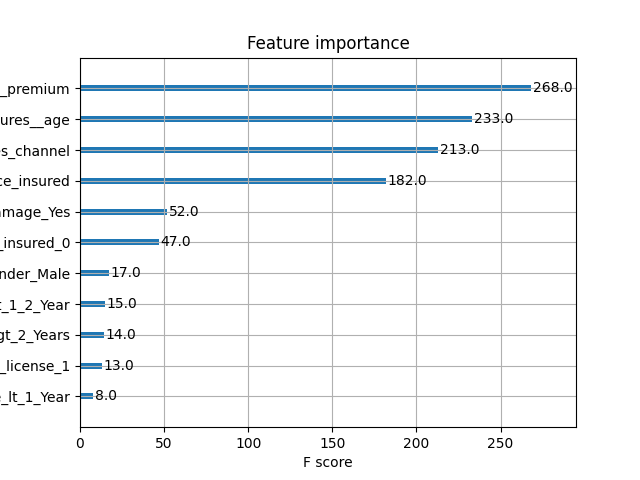 Feature importance
_premium 268.0
ures__age 233.0
s_channel 213.0
ce_insured 182.0
amage_Yes 52.0
_insured_0 47.0
nder_Male 17.0
t_1_2_Year 15.0
gt_2_Years 14.0
_license_1 13.0
_lt_1_Year 8.0
0 50 100 150 200 250
F score